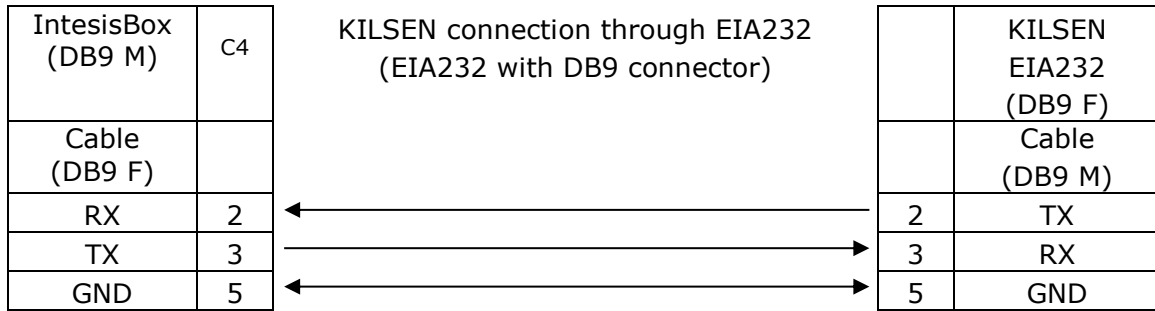 IntesisBox
(DB9 M)
C4
KILSEN connection through EIA232
(EIA232 with DB9 connector)
KILSEN
EIA232
(DB9 F)
Cable
(DB9 F)
Cable
(DB9 M)
RX 2 2 TX
TX 3 3 RX
GND 5 5 GND